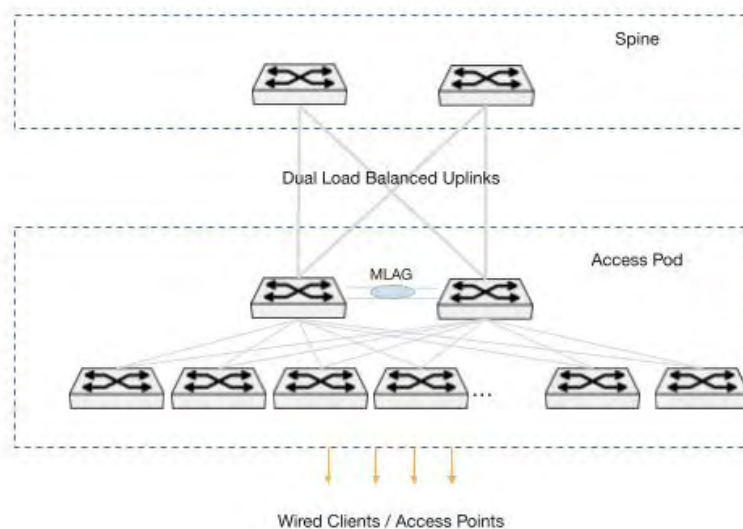 Spine
Dual Load Balanced Uplinks
Access Pod
MLAG
...
Wired Clients / Access Points